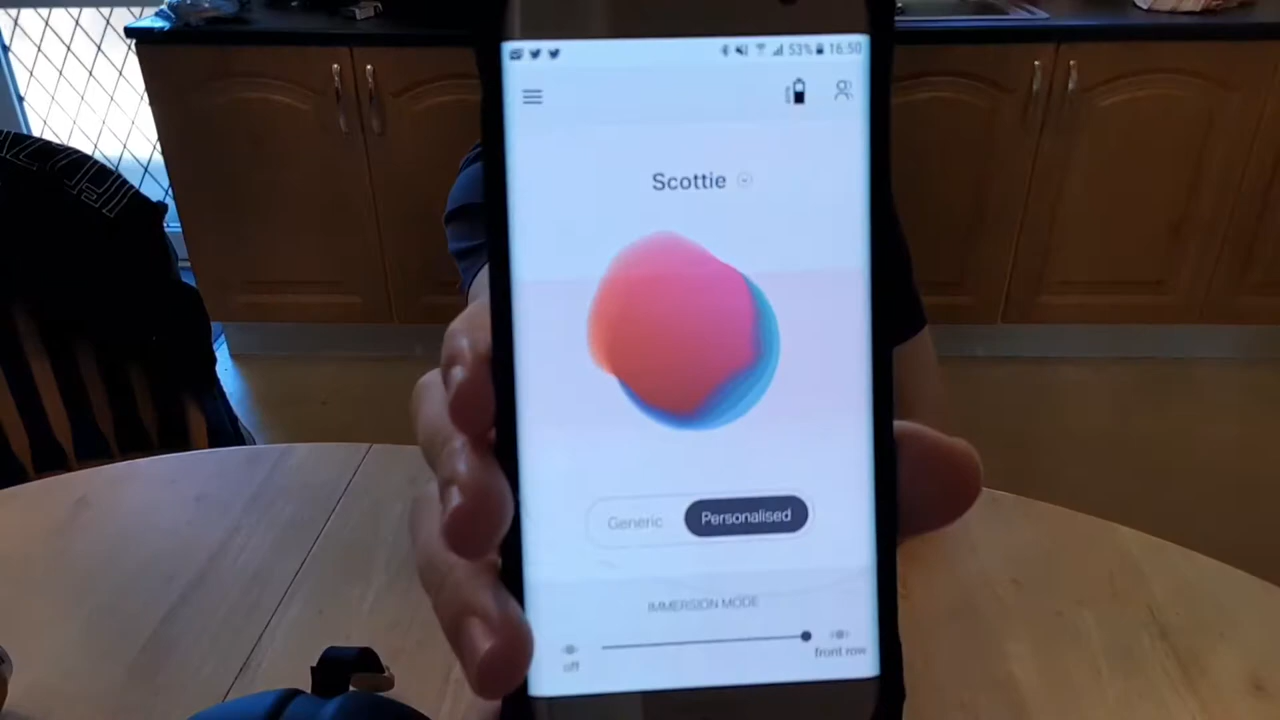 53% 16:50
Scottie
Generic Personalised
IMMERSION MODE
off front row